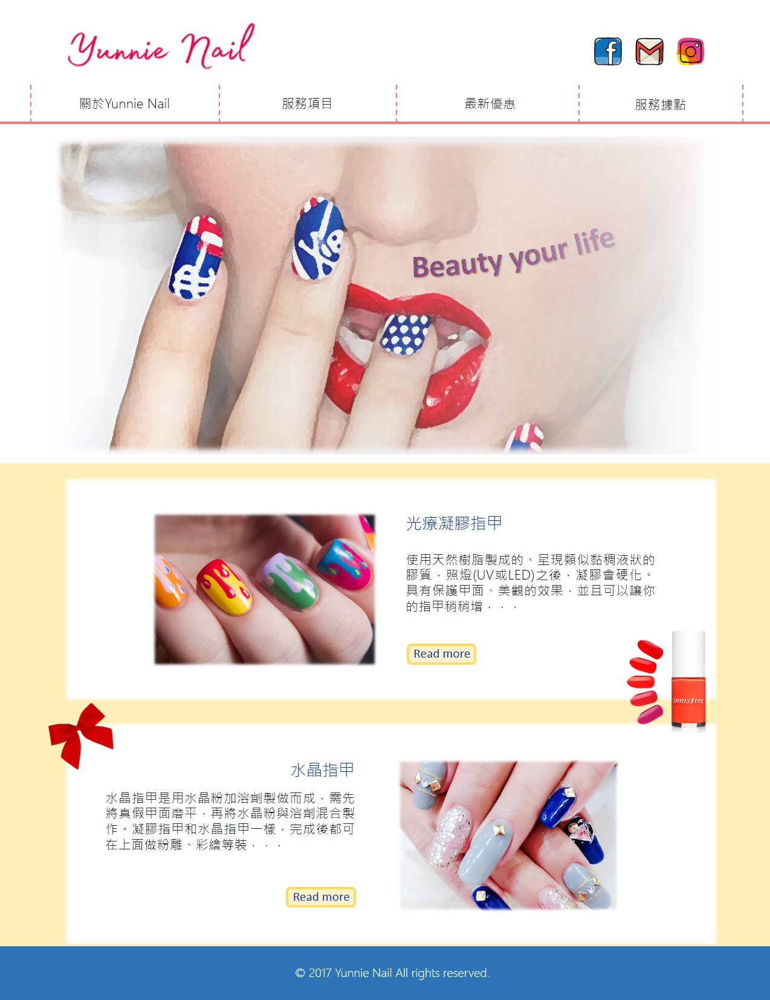 Yunnie Nail
關於Yunnie Nail
服務項目
最新優惠
服務據點
Beauty your life
光療凝膠指甲
使用天然樹脂製成的、呈現類似黏稠液狀的
膠質，照燈(UV或LED)之後，凝膠會硬化。
具有保護甲面、美觀的效果，並且可以讓你
的指甲稍稍增．．．
Read more
innisfree
水晶指甲
水晶指甲是用水晶粉加溶劑製做而成，需先
將真假甲面磨平，再將水晶粉與溶劑混合製
作。凝膠指甲和水晶指甲一樣，完成後都可
在上面做粉雕、彩繪等裝．．．
Read more
© 2017 Yunnie Nail All rights reserved.